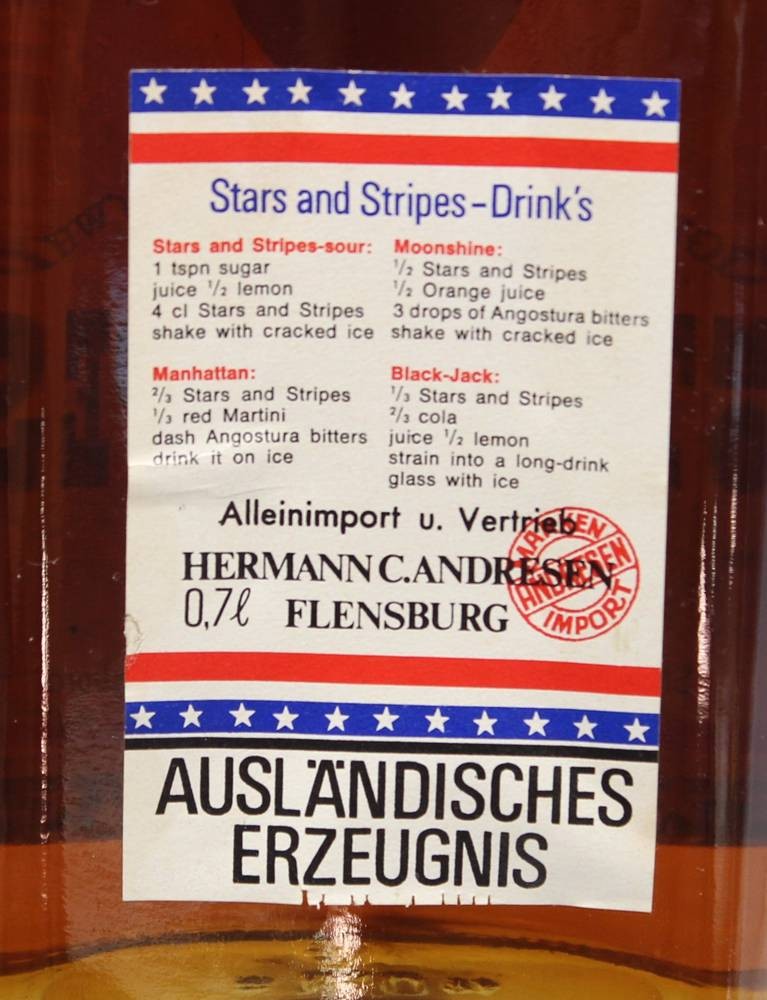 Stars and Stripes-Drink's
Stars and Stripes-sour:
1 tspn sugar
juice 1/2 lemon
4 cl Stars and Stripes
shake with cracked ice
Moonshine:
1/2 Stars and Stripes
1/2 Orange juice
3 drops of Angostura bitters
shake with cracked ice
Manhattan:
2/3 Stars and Stripes
1/3 red Martini
dash Angostura bitters
drink it on ice
Black-Jack:
1/3 Stars and Stripes
2/3 cola
juice 1/2 lemon
strain into a long-drink
glass with ice
Alleinimport u. Vertrieb
HERMANN C. ANDRESEN
0,7l FLENSBURG
MARKEN
ANDRESEN
IMPORT
AUSLÄNDISCHES
ERZEUGNIS